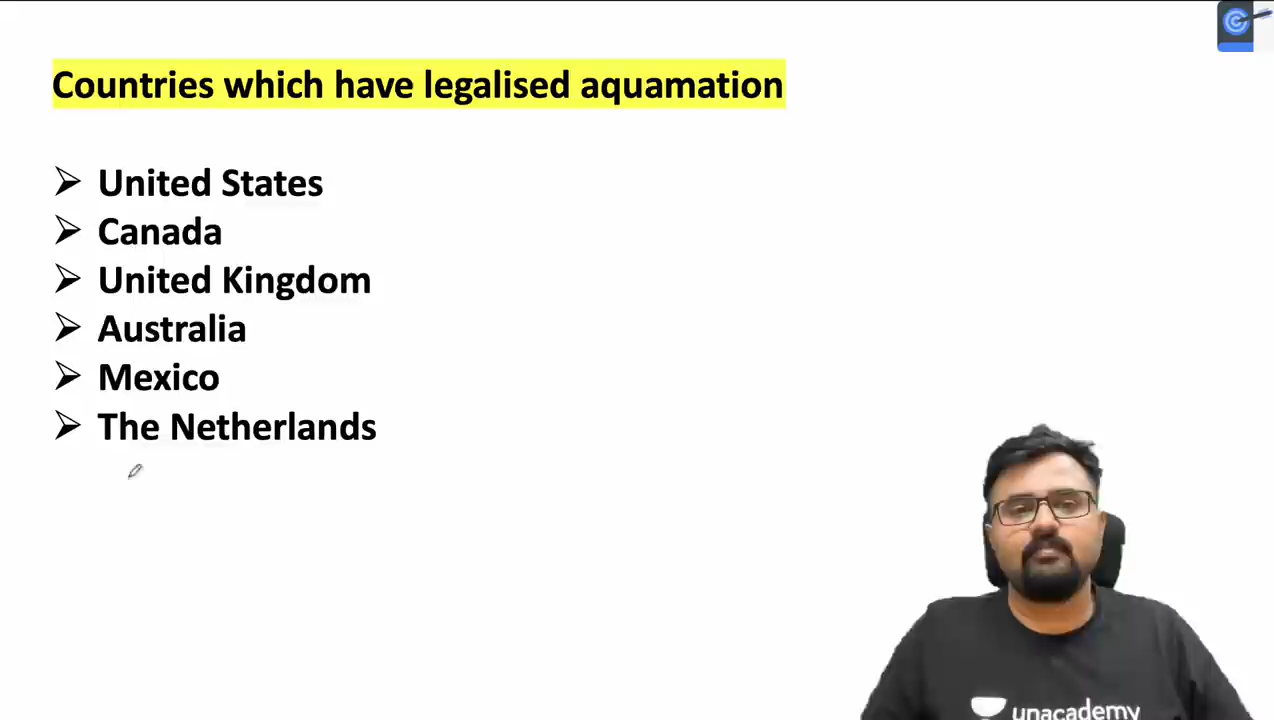 Countries which have legalised aquamation
➢ United States
➢ Canada
➢ United Kingdom
➢ Australia
➢ Mexico
➢ The Netherlands
unacademy